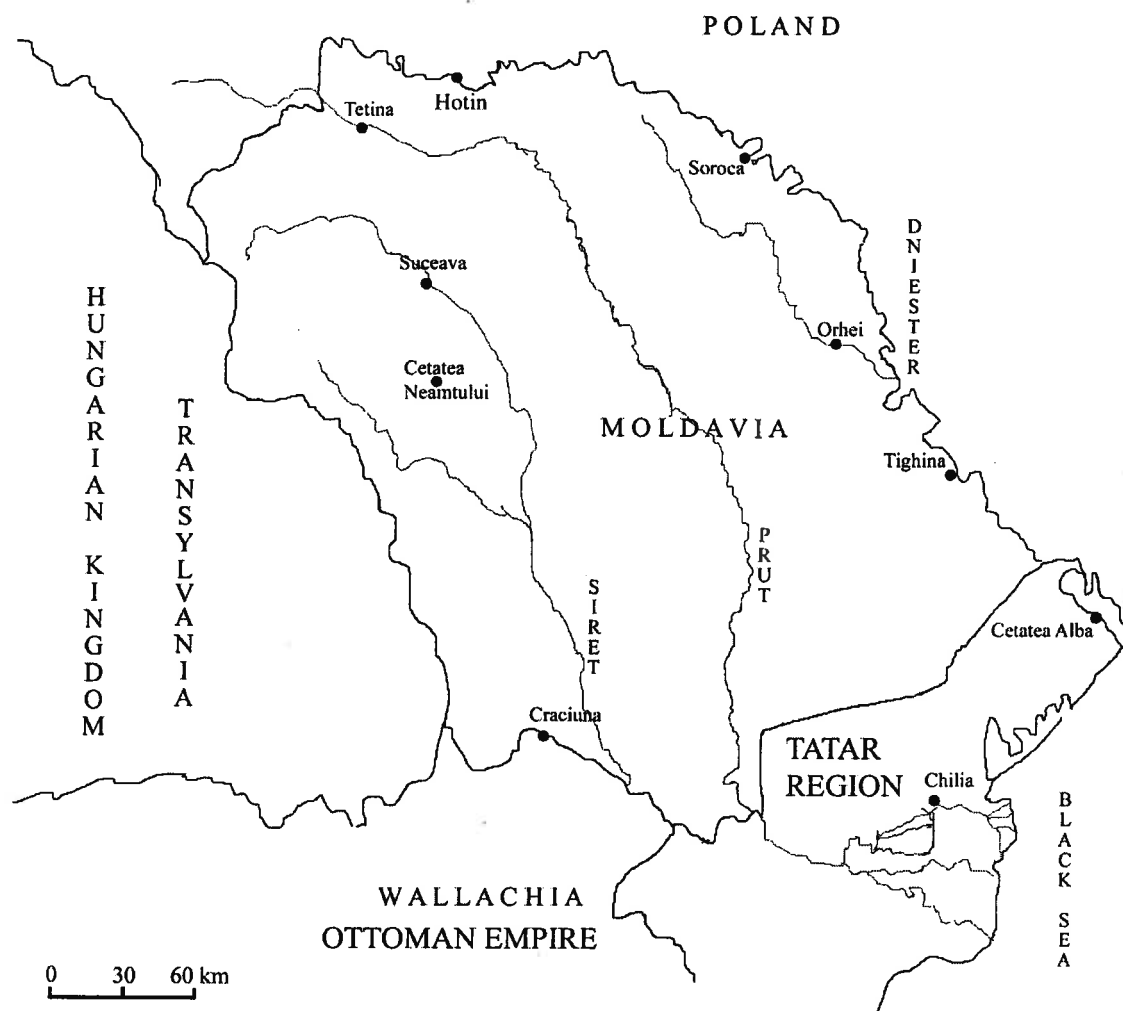 POLAND
Hotin
Tetina
Soroca
DNIESTER
Suceava
HUNGARIAN KINGDOM
Orhei
Cetatea
Neamtului
TRANSYLVANIA
MOLDAVIA
Tighina
PRUT
SIRET
Cetatea Alba
Craciuna
TATAR
REGION
Chilia
BLACK SEA
WALLACHIA
OTTOMAN EMPIRE
0 30 60 km